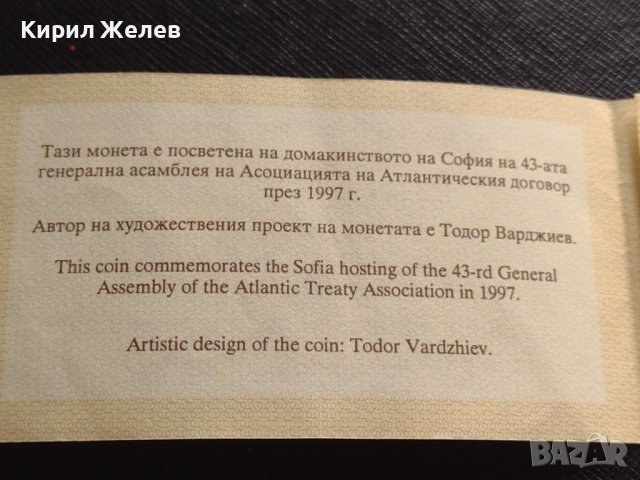 Кирил Желев
Тази монета е посветена на домакинството на София на 43-ата
генерална асамблея на Асоциацията на Атлантическия договор
през 1997 г.
Автор на художествения проект на монетата е Тодор Варджиев.
This coin commemorates the Sofia hosting of the 43-rd General
Assembly of the Atlantic Treaty Association in 1997.
Artistic design of the coin: Todor Vardzhiev.
BAZAR